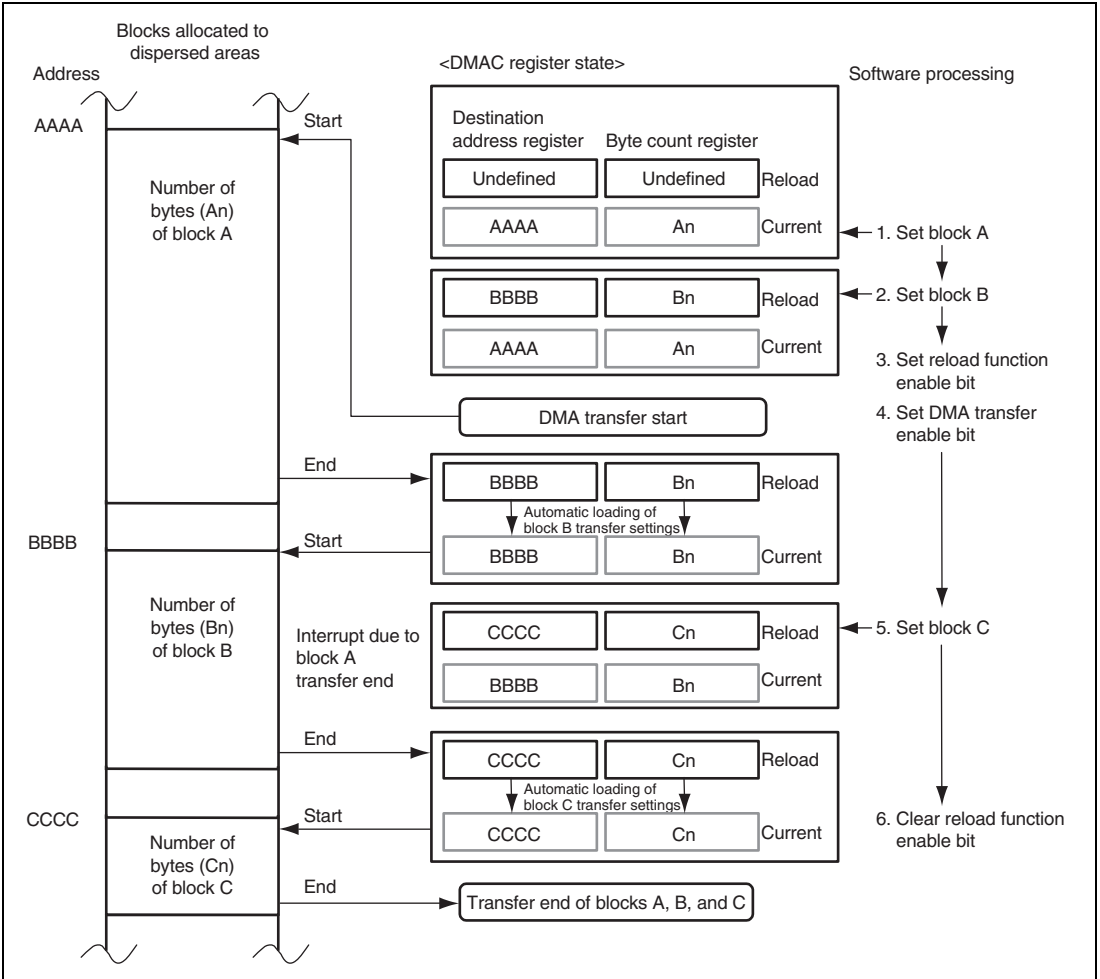 Blocks allocated to
dispersed areas
Address
<DMAC register state>
Software processing
AAAA
Start
Destination
address register
Byte count register
Undefined
Undefined
Reload
Number of
bytes (An)
of block A
AAAA
An
Current
1. Set block A
BBBB
Bn
Reload
2. Set block B
AAAA
An
Current
3. Set reload function
enable bit
DMA transfer start
4. Set DMA transfer
enable bit
End
BBBB
Bn
Reload
Automatic loading of
block B transfer settings
BBBB
Start
BBBB
Bn
Current
Number of
bytes (Bn)
of block B
Interrupt due to
block A
transfer end
CCCC
Cn
Reload
5. Set block C
BBBB
Bn
Current
End
CCCC
Cn
Reload
Automatic loading of
block C transfer settings
CCCC
Start
CCCC
Cn
Current
6. Clear reload function
enable bit
Number of
bytes (Cn)
of block C
End
Transfer end of blocks A, B, and C